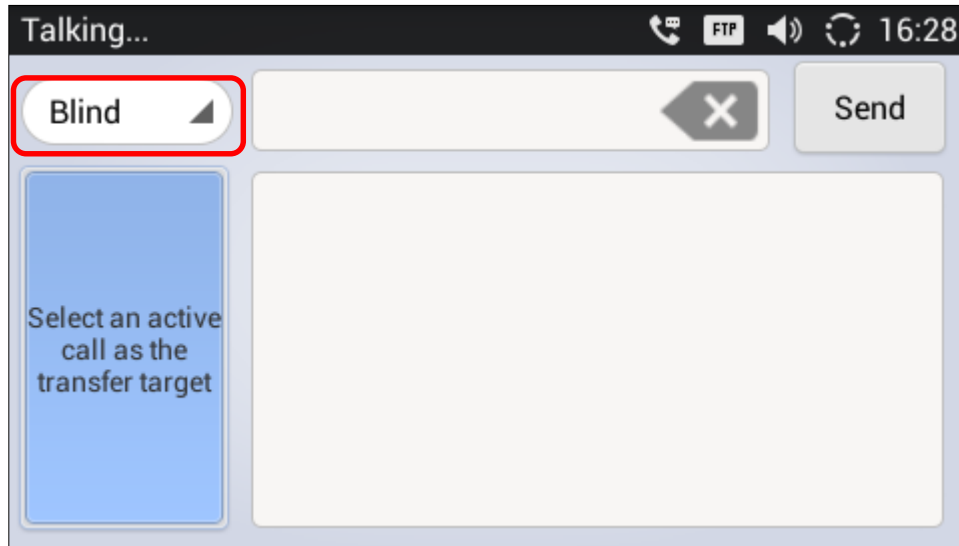 Talking...
FTP
16:28
Blind
Send
Select an active
call as the
transfer target